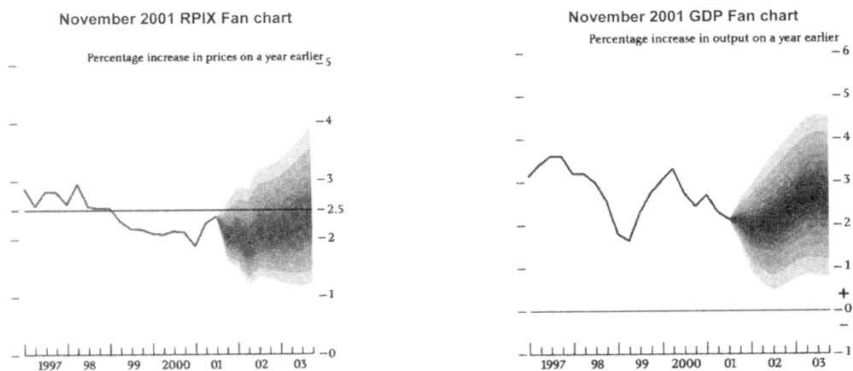 November 2001 RPIX Fan chart
Percentage increase in prices on a year earlier
5
4
3
2.5
2
1
0
1997 98 99 2000 01 02 03
November 2001 GDP Fan chart
Percentage increase in output on a year earlier
6
5
4
3
2
1
+
0
–
1
1997 98 99 2000 01 02 03